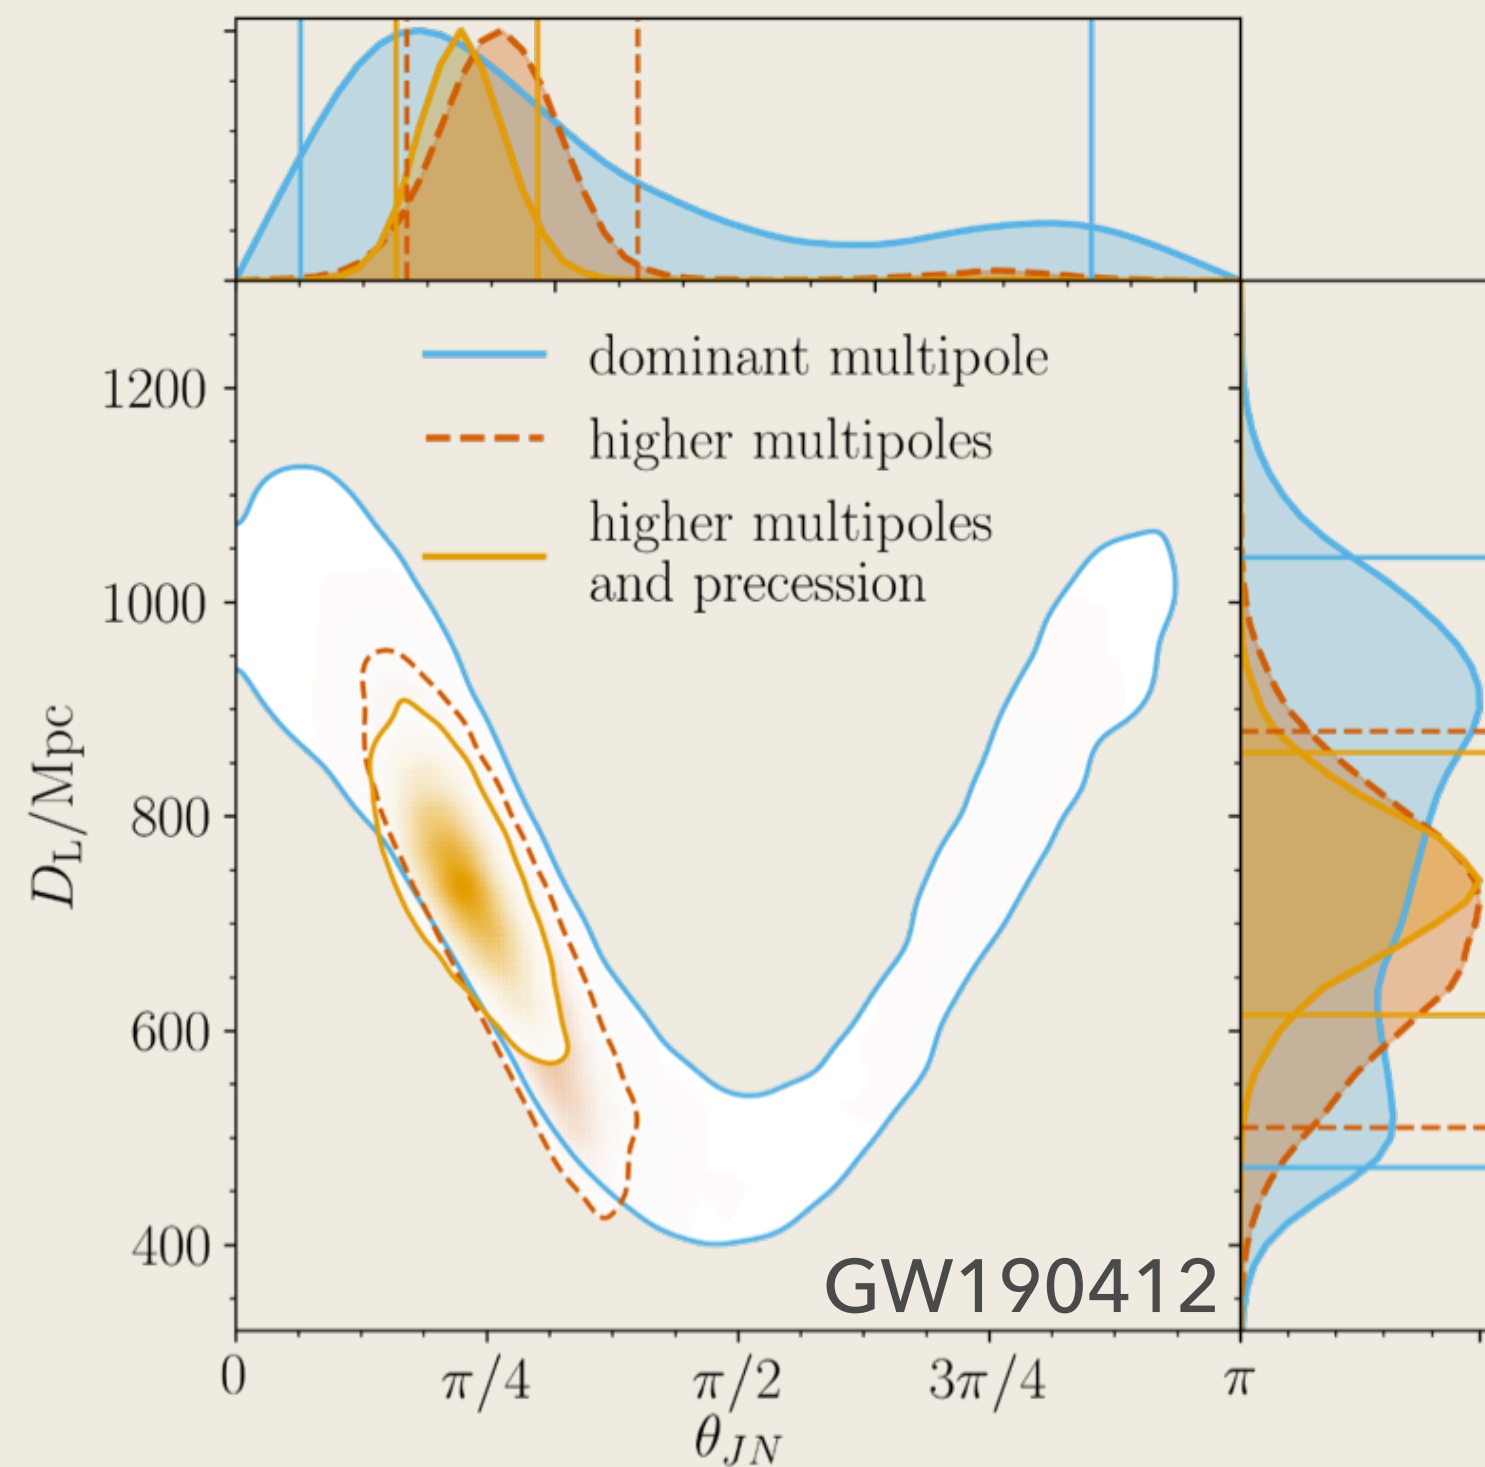 dominant multipole
higher multipoles
higher multipoles
and precession
1200
1000
800
600
400
D_L/Mpc
GW190412
0
π/4
π/2
3π/4
π
θ_JN